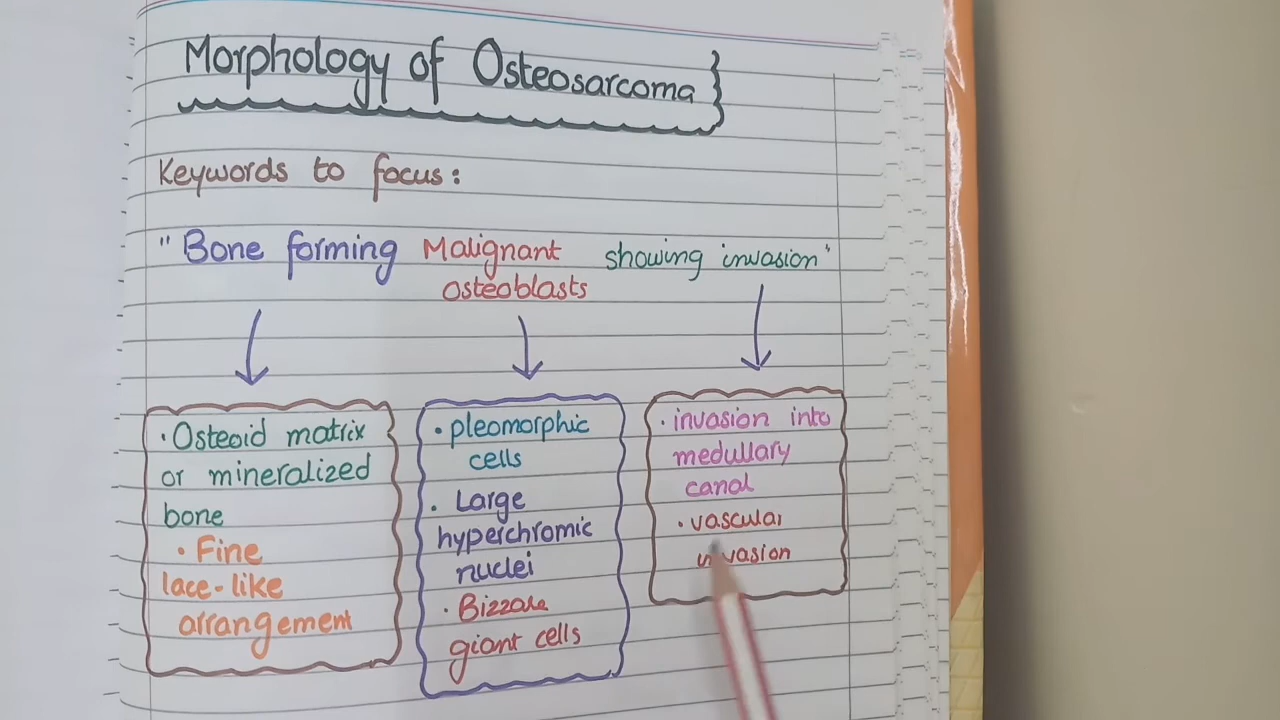 Morphology of Osteosarcoma
Keywords to focus:
"Bone forming Malignant showing invasion"
osteoblasts
• Osteoid matrix
or mineralized
bone
• Fine
lace-like
arrangement
• pleomorphic
cells
• Large
hyperchromic
nuclei
• Bizzare
giant cells
• invasion into
medullary
canal
• vascular
invasion